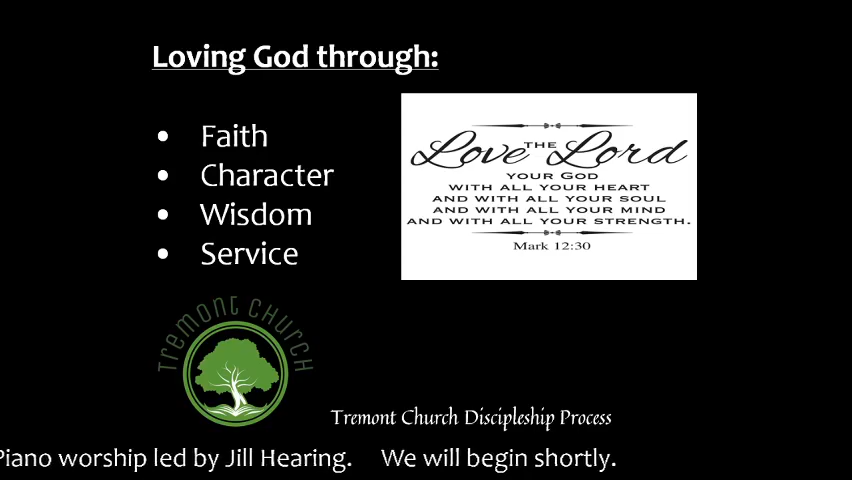 Loving God through:
• Faith
• Character
• Wisdom
• Service
Love THE Lord
YOUR GOD
WITH ALL YOUR HEART
AND WITH ALL YOUR SOUL
AND WITH ALL YOUR MIND
AND WITH ALL YOUR STRENGTH.
Mark 12:30
TREMONT CHURCH
Tremont Church Discipleship Process
Piano worship led by Jill Hearing. We will begin shortly.